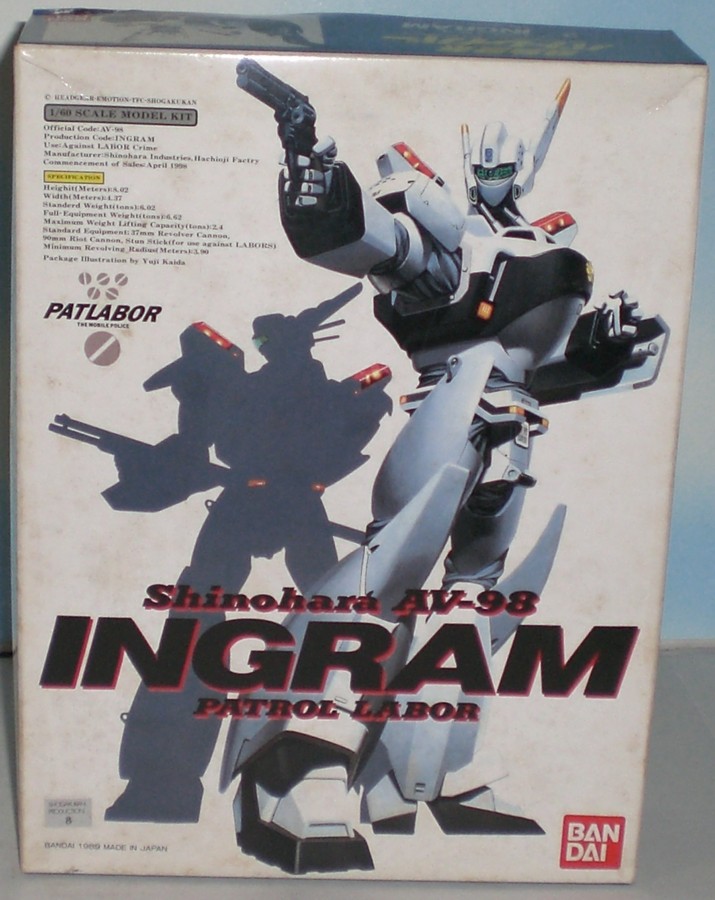 © HEADGEAR·EMOTION·TFC·SHOGAKUKAN
1/60 SCALE MODEL KIT
Official Code:AV-98
Production Code:INGRAM
Use:Against LABOR Crime
Manufacturer:Shinohara Industries,Hachioji Factry
Commencement of Sales:April 1998
SPECIFICATION
Height(Meters):8.02
Width(Meters):4.37
Standerd Weight(tons):6.02
Full-Equipment Weight(tons):6.62
Maximum Weight Lifting Capacity(tons):2.4
Standard Equipment:37mm Revolver Cannon,
90mm Riot Cannon, Stun Stick(for use against LABORS)
Minimum Revolving Radius(Meters):3.90
Package Illustration by Yuji Kaida
PATLABOR
THE MOBILE POLICE
Shinohara AV-98
INGRAM
PATROL LABOR
8
BANDAI 1989 MADE IN JAPAN
BAN
DAI